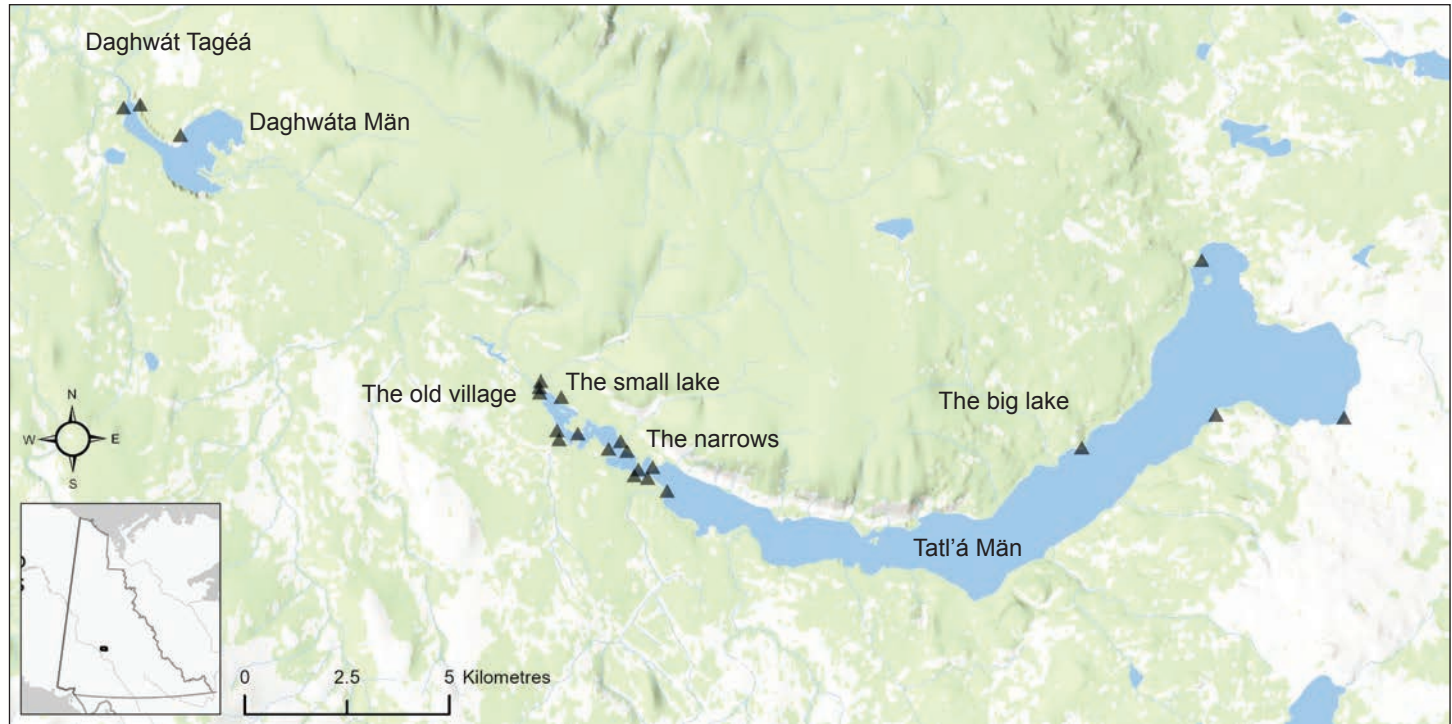 Daghwát Tagéá
Daghwáta Män
The old village
The small lake
The narrows
The big lake
Tatl’á Män
N
W
E
S
0
2.5
5 Kilometres